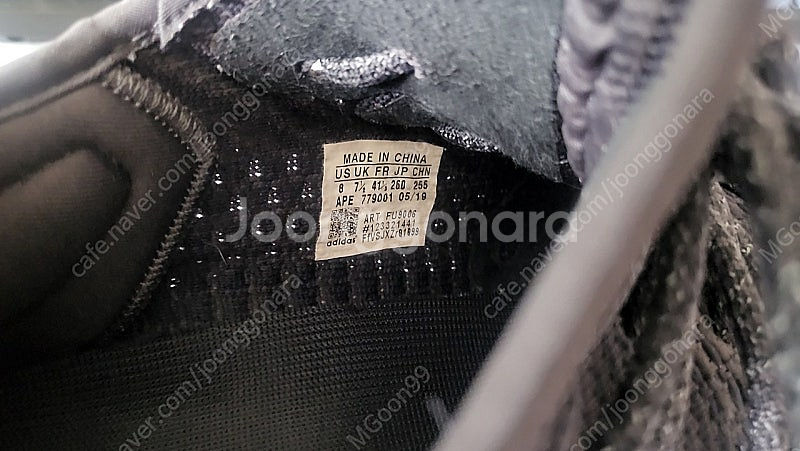 MADE IN CHINA
US UK FR JP CHN
8 7½ 41⅓ 260 255
APE 779001 05/19
ART FU9006
#123321441
adidas
Joonggonara
cafe.naver.com/joonggonara
MGoon99